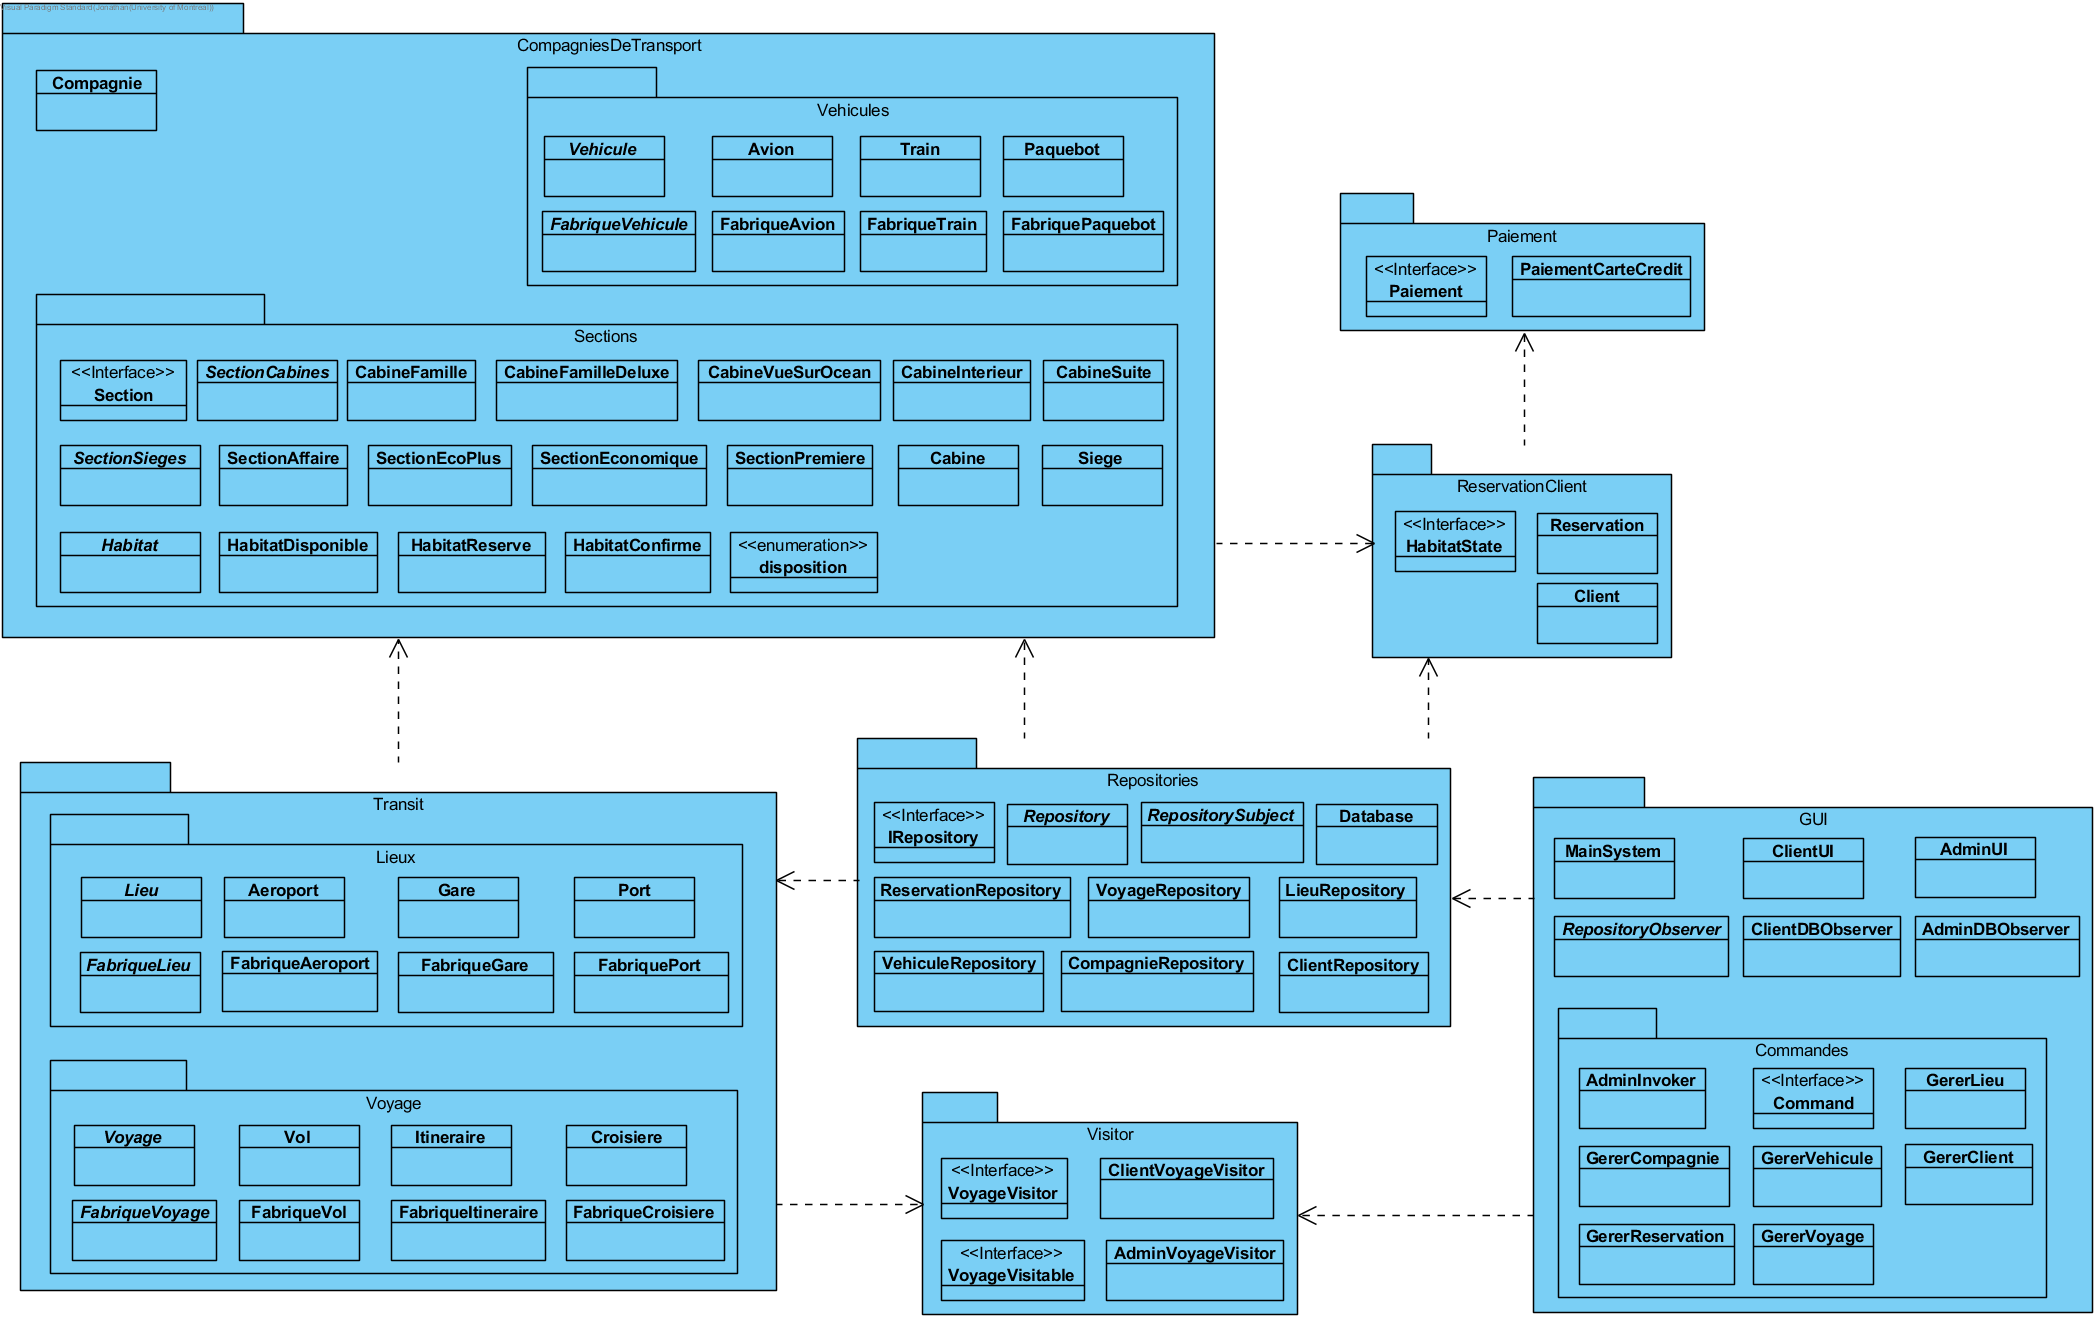 Visual Paradigm Standard(Jonathan(University of Montreal))
CompagniesDeTransport
Compagnie
Vehicules
Vehicule
Avion
Train
Paquebot
FabriqueVehicule
FabriqueAvion
FabriqueTrain
FabriquePaquebot
Sections
<<Interface>>
Section
SectionCabines
CabineFamille
CabineFamilleDeluxe
CabineVueSurOcean
CabineInterieur
CabineSuite
SectionSieges
SectionAffaire
SectionEcoPlus
SectionEconomique
SectionPremiere
Cabine
Siege
Habitat
HabitatDisponible
HabitatReserve
HabitatConfirme
<<enumeration>>
disposition
Paiement
<<Interface>>
Paiement
PaiementCarteCredit
ReservationClient
<<Interface>>
HabitatState
Reservation
Client
Transit
Lieux
Lieu
Aeroport
Gare
Port
FabriqueLieu
FabriqueAeroport
FabriqueGare
FabriquePort
Voyage
Voyage
Vol
Itineraire
Croisiere
FabriqueVoyage
FabriqueVol
FabriqueItineraire
FabriqueCroisiere
Repositories
<<Interface>>
IRepository
Repository
RepositorySubject
Database
ReservationRepository
VoyageRepository
LieuRepository
VehiculeRepository
CompagnieRepository
ClientRepository
Visitor
<<Interface>>
VoyageVisitor
ClientVoyageVisitor
<<Interface>>
VoyageVisitable
AdminVoyageVisitor
GUI
MainSystem
ClientUI
AdminUI
RepositoryObserver
ClientDBObserver
AdminDBObserver
Commandes
AdminInvoker
<<Interface>>
Command
GererLieu
GererCompagnie
GererVehicule
GererClient
GererReservation
GererVoyage